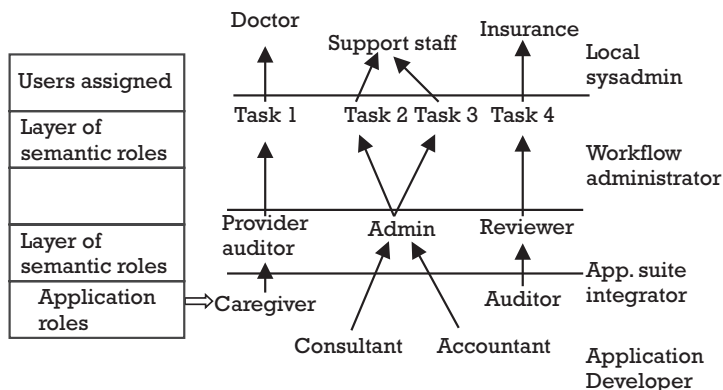 Doctor
Support staff
Insurance
Local
sysadmin
Users assigned
Task 1
Task 2
Task 3
Task 4
Layer of
semantic roles
Workflow
administrator
Provider
auditor
Admin
Reviewer
Layer of
semantic roles
App. suite
integrator
Application
roles
Caregiver
Auditor
Consultant
Accountant
Application
Developer